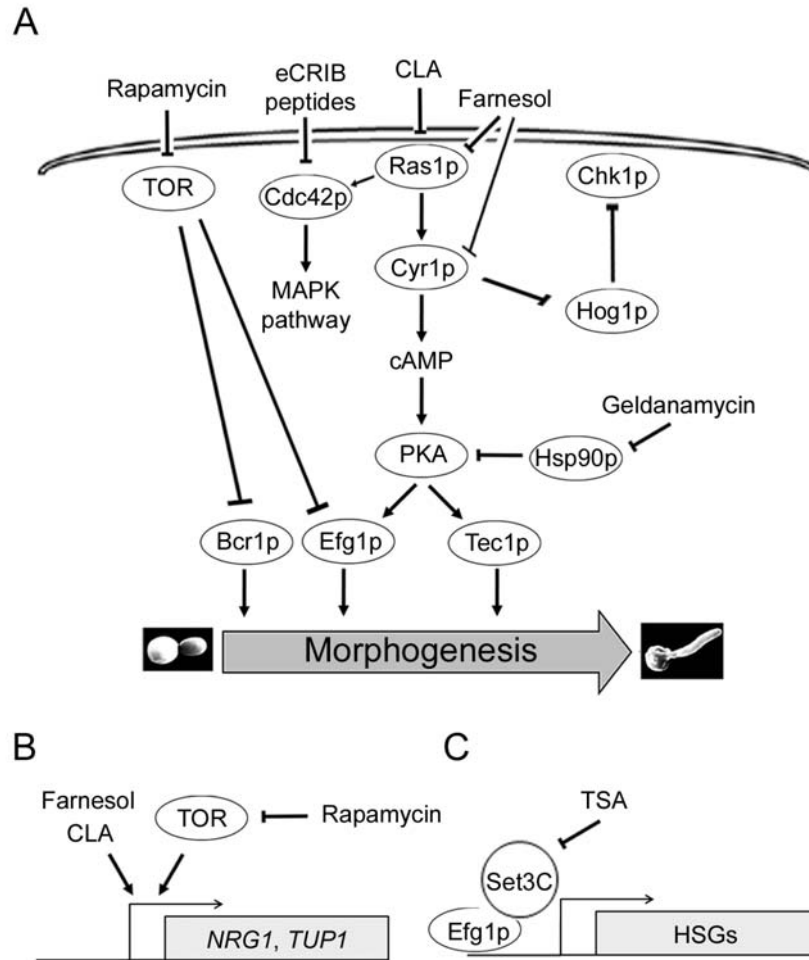 A
Rapamycin
eCRIB
peptides
CLA
Farnesol
TOR
Cdc42p
Ras1p
Chk1p
MAPK
pathway
Cyr1p
Hog1p
cAMP
Geldanamycin
PKA
Hsp90p
Bcr1p
Efg1p
Tec1p
Morphogenesis
B
Farnesol
CLA
TOR
Rapamycin
NRG1, TUP1
C
TSA
Set3C
Efg1p
HSGs